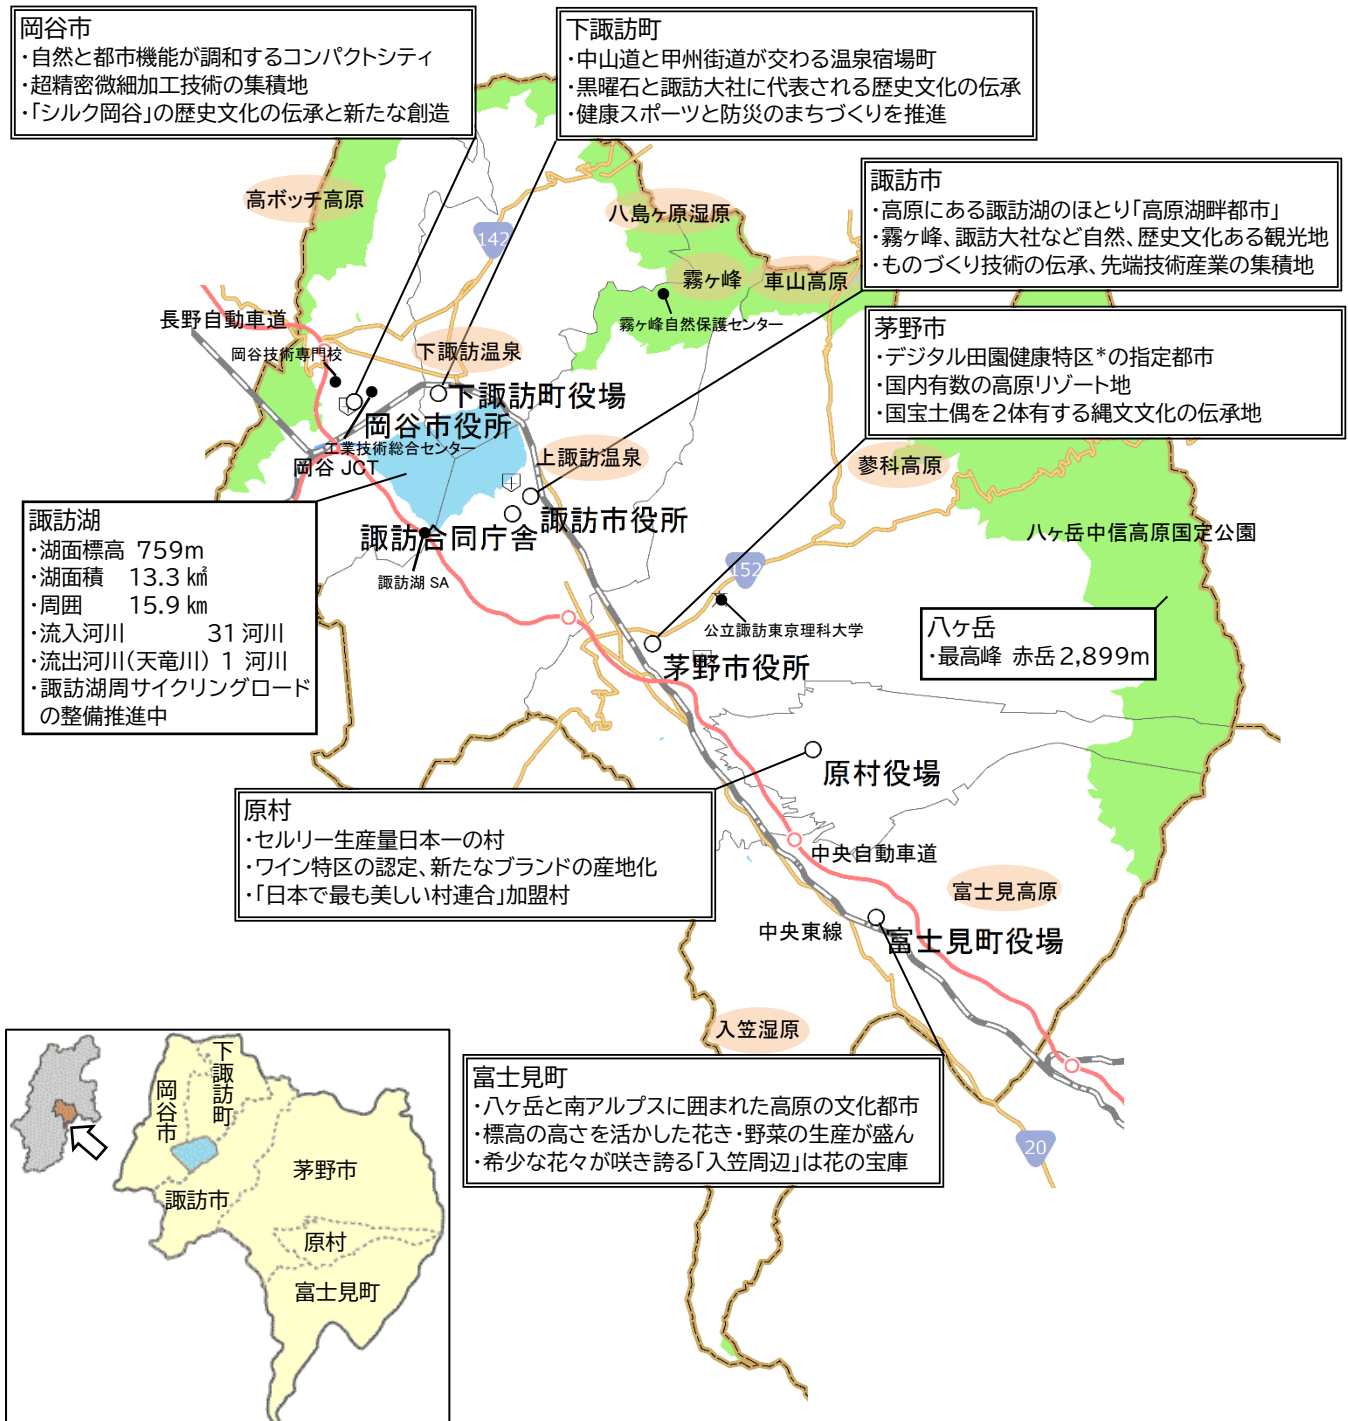 岡谷市
・自然と都市機能が調和するコンパクトシティ
・超精密微細加工技術の集積地
・「シルク岡谷」の歴史文化の伝承と新たな創造
下諏訪町
・中山道と甲州街道が交わる温泉宿場町
・黒曜石と諏訪大社に代表される歴史文化の伝承
・健康スポーツと防災のまちづくりを推進
諏訪市
・高原にある諏訪湖のほとり「高原湖畔都市」
・霧ヶ峰、諏訪大社など自然、歴史文化ある観光地
・ものづくり技術の伝承、先端技術産業の集積地
高ボッチ高原
八島ヶ原湿原
142
霧ヶ峰
車山高原
霧ヶ峰自然保護センター
長野自動車道
岡谷技術専門校
下諏訪温泉
茅野市
・デジタル田園健康特区*の指定都市
・国内有数の高原リゾート地
・国宝土偶を2体有する縄文文化の伝承地
下諏訪町役場
岡谷市役所
工業技術総合センター
岡谷 JCT
上諏訪温泉
蓼科高原
諏訪市役所
諏訪合同庁舎
諏訪湖 SA
八ヶ岳中信高原国定公園
諏訪湖
・湖面標高 759m
・湖面積 13.3 ㎢
・周囲 15.9 ㎞
・流入河川 31 河川
・流出河川(天竜川) 1 河川
・諏訪湖周サイクリングロード
の整備推進中
152
公立諏訪東京理科大学
茅野市役所
八ヶ岳
・最高峰 赤岳 2,899m
原村役場
原村
・セルリー生産量日本一の村
・ワイン特区の認定、新たなブランドの産地化
・「日本で最も美しい村連合」加盟村
中央自動車道
富士見高原
中央東線
富士見町役場
入笠湿原
富士見町
・八ヶ岳と南アルプスに囲まれた高原の文化都市
・標高の高さを活かした花き・野菜の生産が盛ん
・希少な花々が咲き誇る「入笠周辺」は花の宝庫
20
下諏訪町
岡谷市
茅野市
諏訪市
原村
富士見町